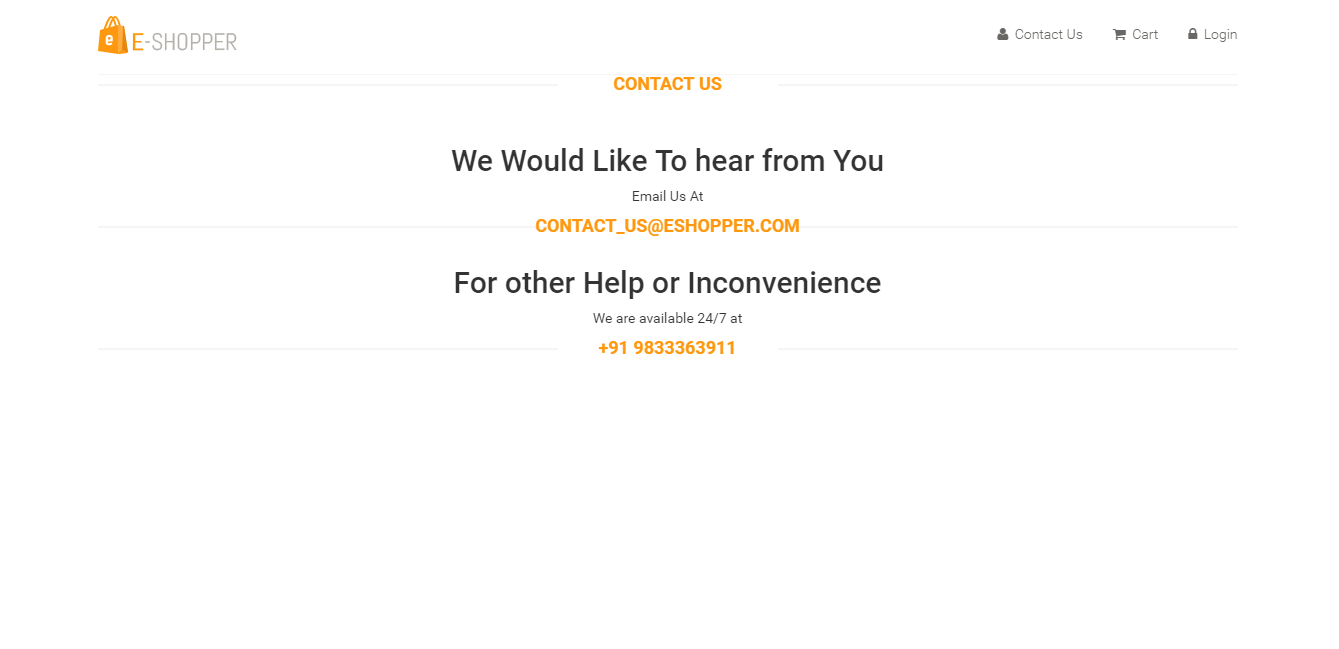 e E-SHOPPER
Contact Us Cart Login
CONTACT US
We Would Like To hear from You
Email Us At
CONTACT_US@ESHOPPER.COM
For other Help or Inconvenience
We are available 24/7 at
+91 9833363911